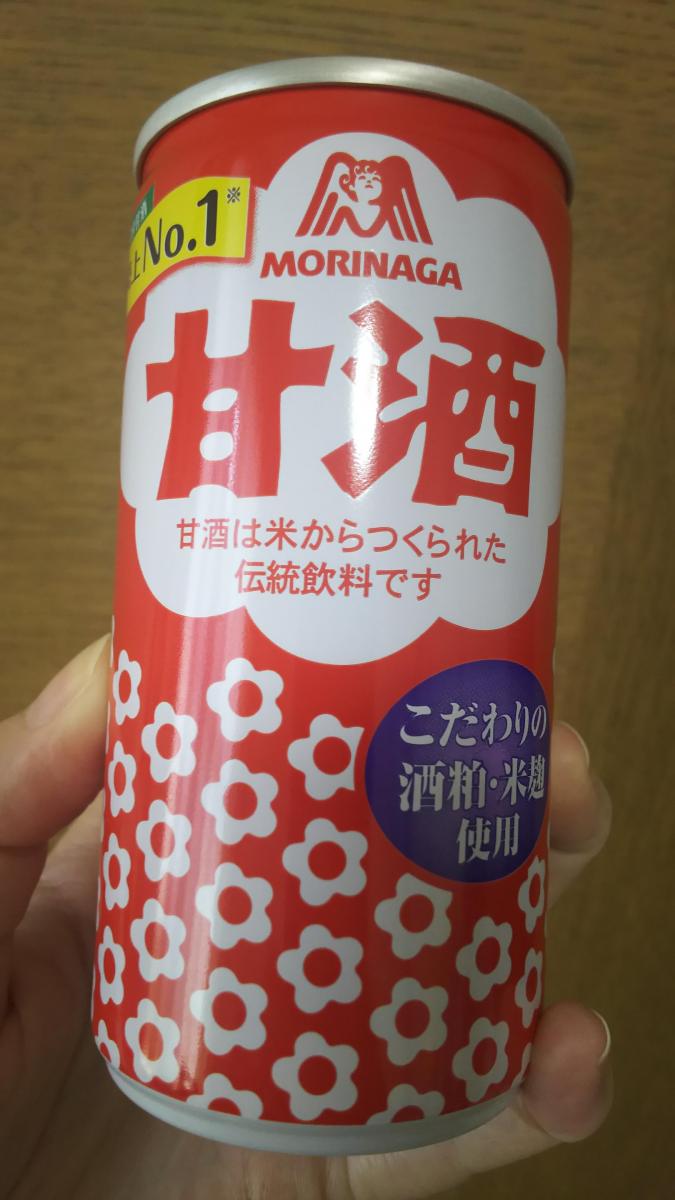 上No.1※
MORINAGA
甘酒
甘酒は米からつくられた
伝統飲料です
こだわりの
酒粕・米麹
使用